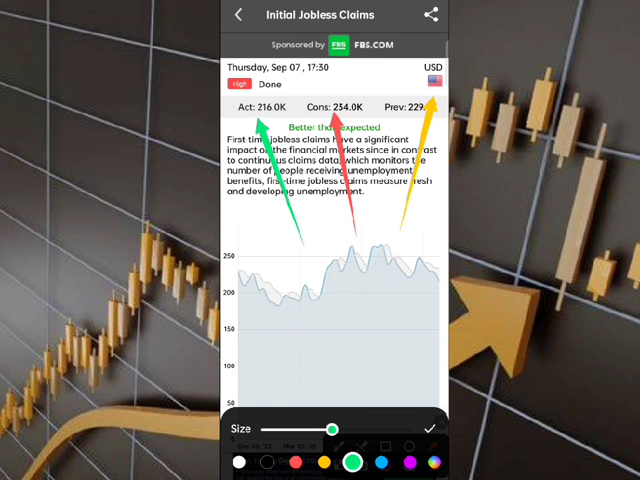 Initial Jobless Claims
Sponsored by FBS FBS.COM
Thursday, Sep 07, 17:30 USD
High Done
Act: 216.0K Cons: 234.0K Prev: 229.
Better than expected
First-time jobless claims have a significant
impact on the financial markets since in contrast
to continuous claims data, which monitors the
number of people receiving unemployment
benefits, first-time jobless claims measure fresh
and developing unemployment.
250
200
150
100
50
Size